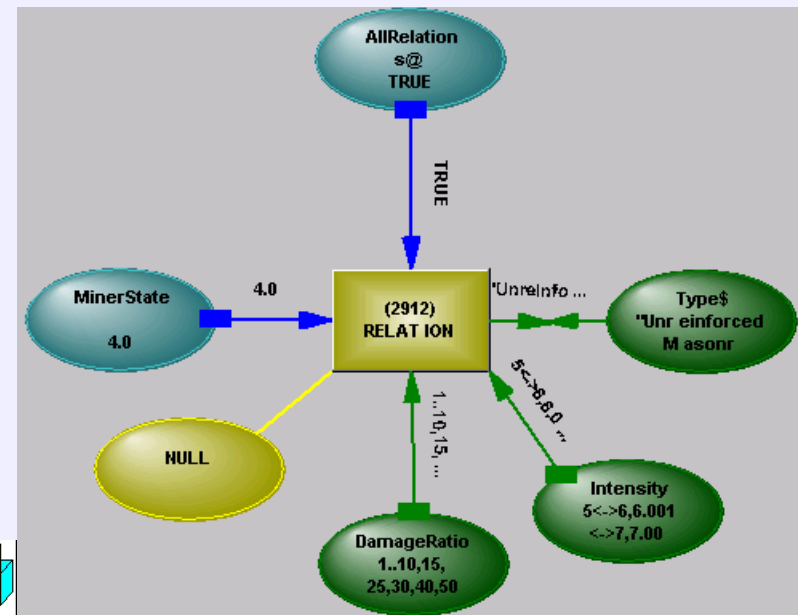 AllRelation
s@
TRUE
TRUE
MinerState
4.0
4.0
(2912)
RELAT ION
"UnreInfo ...
Type$
"Unr einforced
M asonr
5<->6,6.0 ...
1..10,15, ...
NULL
Intensity
5<->6,6.001
<->7,7.00
DamageRatio
1..10,15,
25,30,40,50